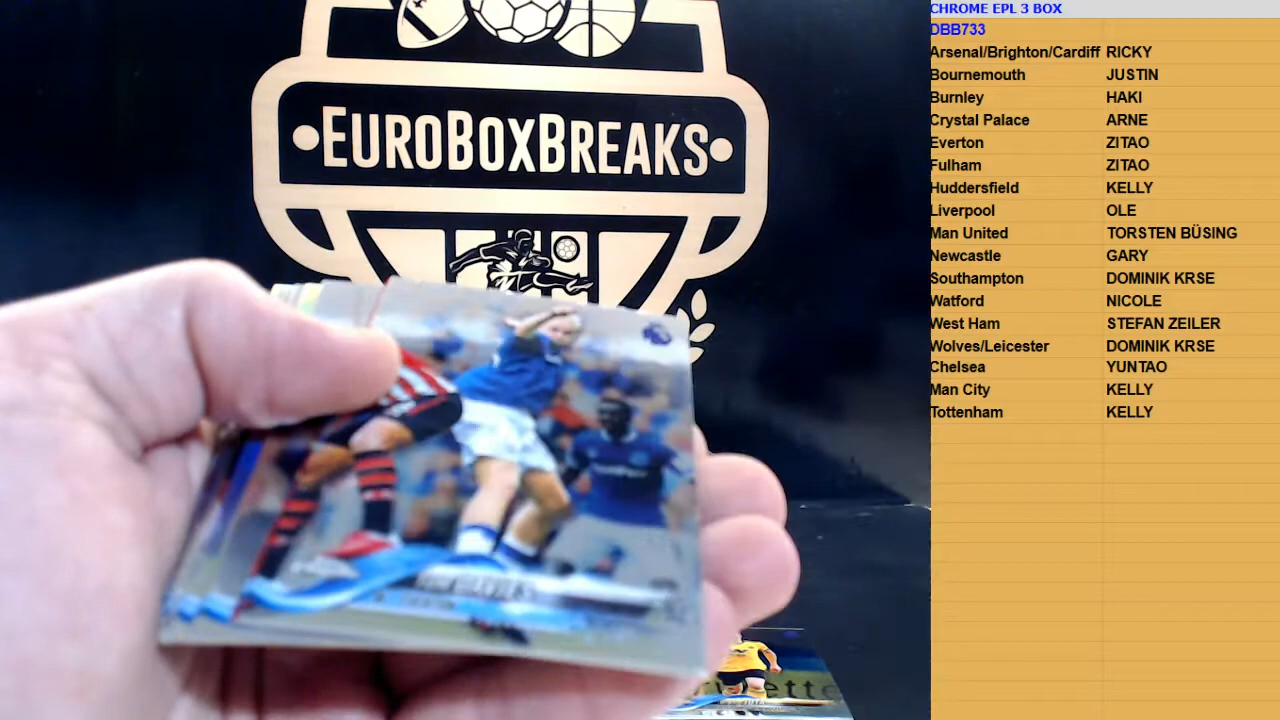 EUROBOXBREAKS
TOM DAVIES
CHROME EPL 3 BOX
DBB733
Arsenal/Brighton/Cardiff RICKY
Bournemouth JUSTIN
Burnley HAKI
Crystal Palace ARNE
Everton ZITAO
Fulham ZITAO
Huddersfield KELLY
Liverpool OLE
Man United TORSTEN BÜSING
Newcastle GARY
Southampton DOMINIK KRSE
Watford NICOLE
West Ham STEFAN ZEILER
Wolves/Leicester DOMINIK KRSE
Chelsea YUNTAO
Man City KELLY
Tottenham KELLY